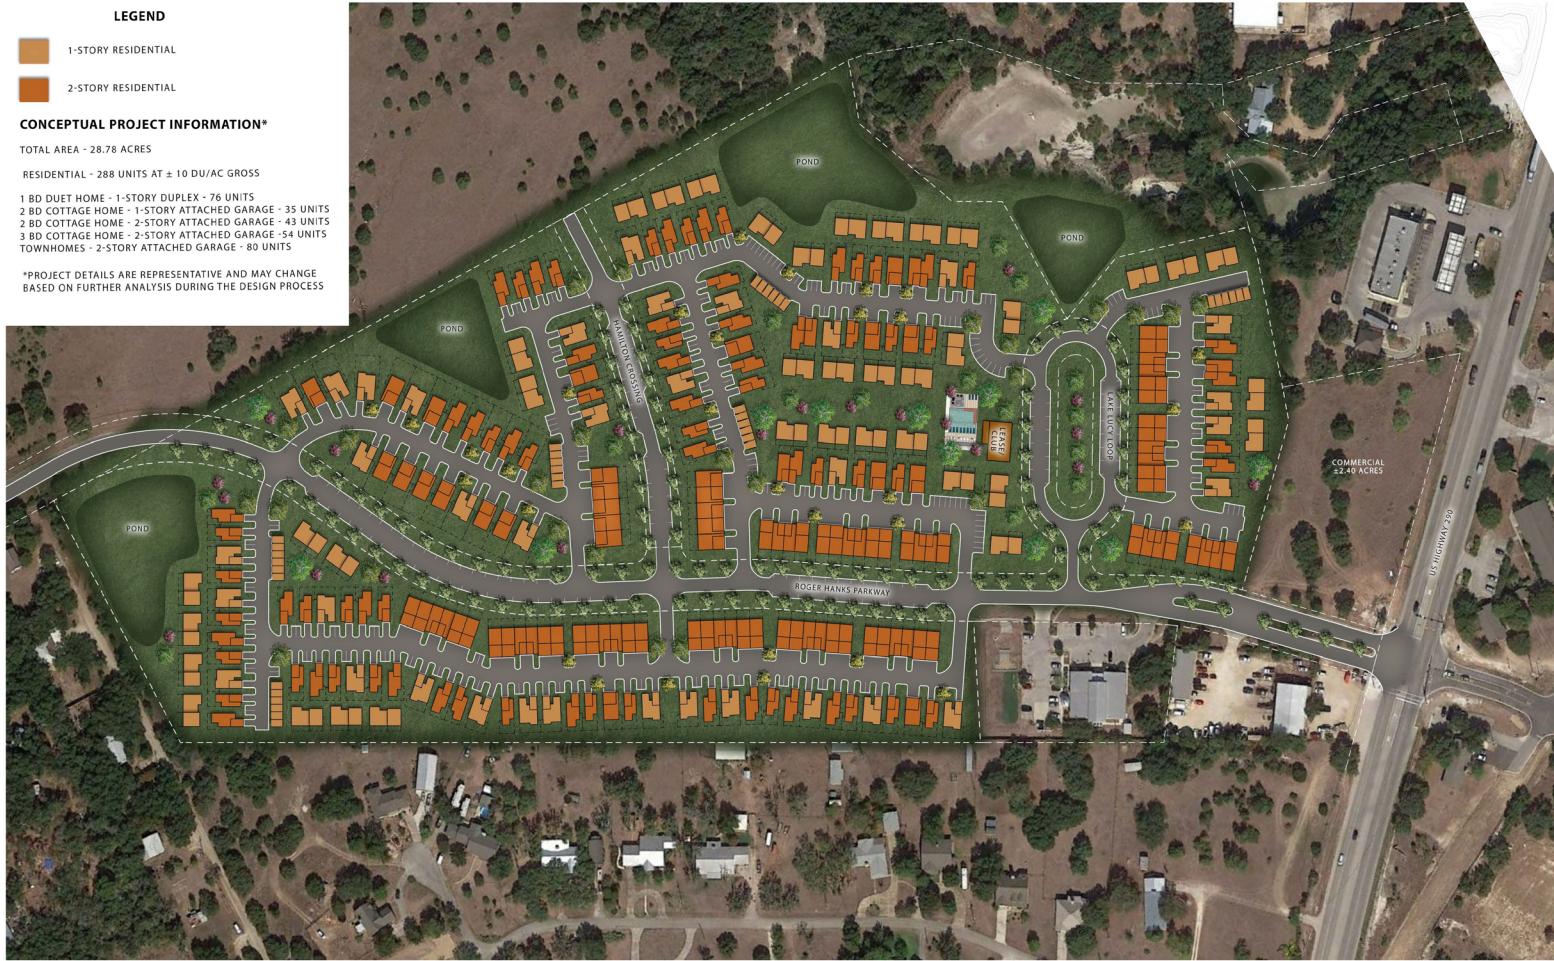 LEGEND
1-STORY RESIDENTIAL
2-STORY RESIDENTIAL
CONCEPTUAL PROJECT INFORMATION*
TOTAL AREA - 28.78 ACRES
RESIDENTIAL - 288 UNITS AT ± 10 DU/AC GROSS
1 BD DUET HOME - 1-STORY DUPLEX - 76 UNITS
2 BD COTTAGE HOME - 1-STORY ATTACHED GARAGE - 35 UNITS
2 BD COTTAGE HOME - 2-STORY ATTACHED GARAGE - 43 UNITS
3 BD COTTAGE HOME - 2-STORY ATTACHED GARAGE -54 UNITS
TOWNHOMES - 2-STORY ATTACHED GARAGE - 80 UNITS
*PROJECT DETAILS ARE REPRESENTATIVE AND MAY CHANGE
BASED ON FURTHER ANALYSIS DURING THE DESIGN PROCESS
POND
POND
POND
HAMILTON CROSSING
LAKE LUCY LOOP
LEASE/
CLUB
COMMERCIAL
±2.40 ACRES
POND
US HIGHWAY 290
ROGER HANKS PARKWAY